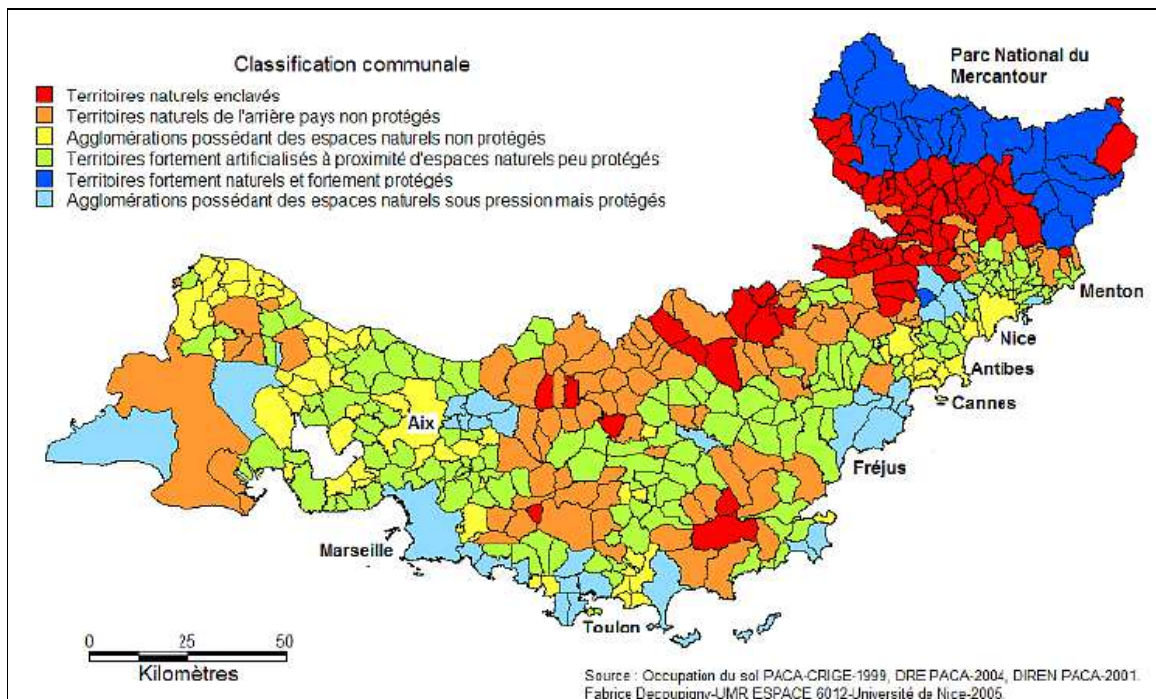 Classification communale
Territoires naturels enclavés
Territoires naturels de l'arrière pays non protégés
Agglomérations possédant des espaces naturels non protégés
Territoires fortement artificialisés à proximité d'espaces naturels peu protégés
Territoires fortement naturels et fortement protégés
Agglomérations possédant des espaces naturels sous pression mais protégés
Parc National du
Mercantour
Menton
Nice
Antibes
Cannes
Aix
Fréjus
Marseille
Toulon
0 25 50
Kilomètres
Source : Occupation du sol PACA-CRIGE-1999, DRE PACA-2004, DIREN PACA-2001.
Fabrice Decoupigny-UMR ESPACE 6012-Université de Nice-2005.